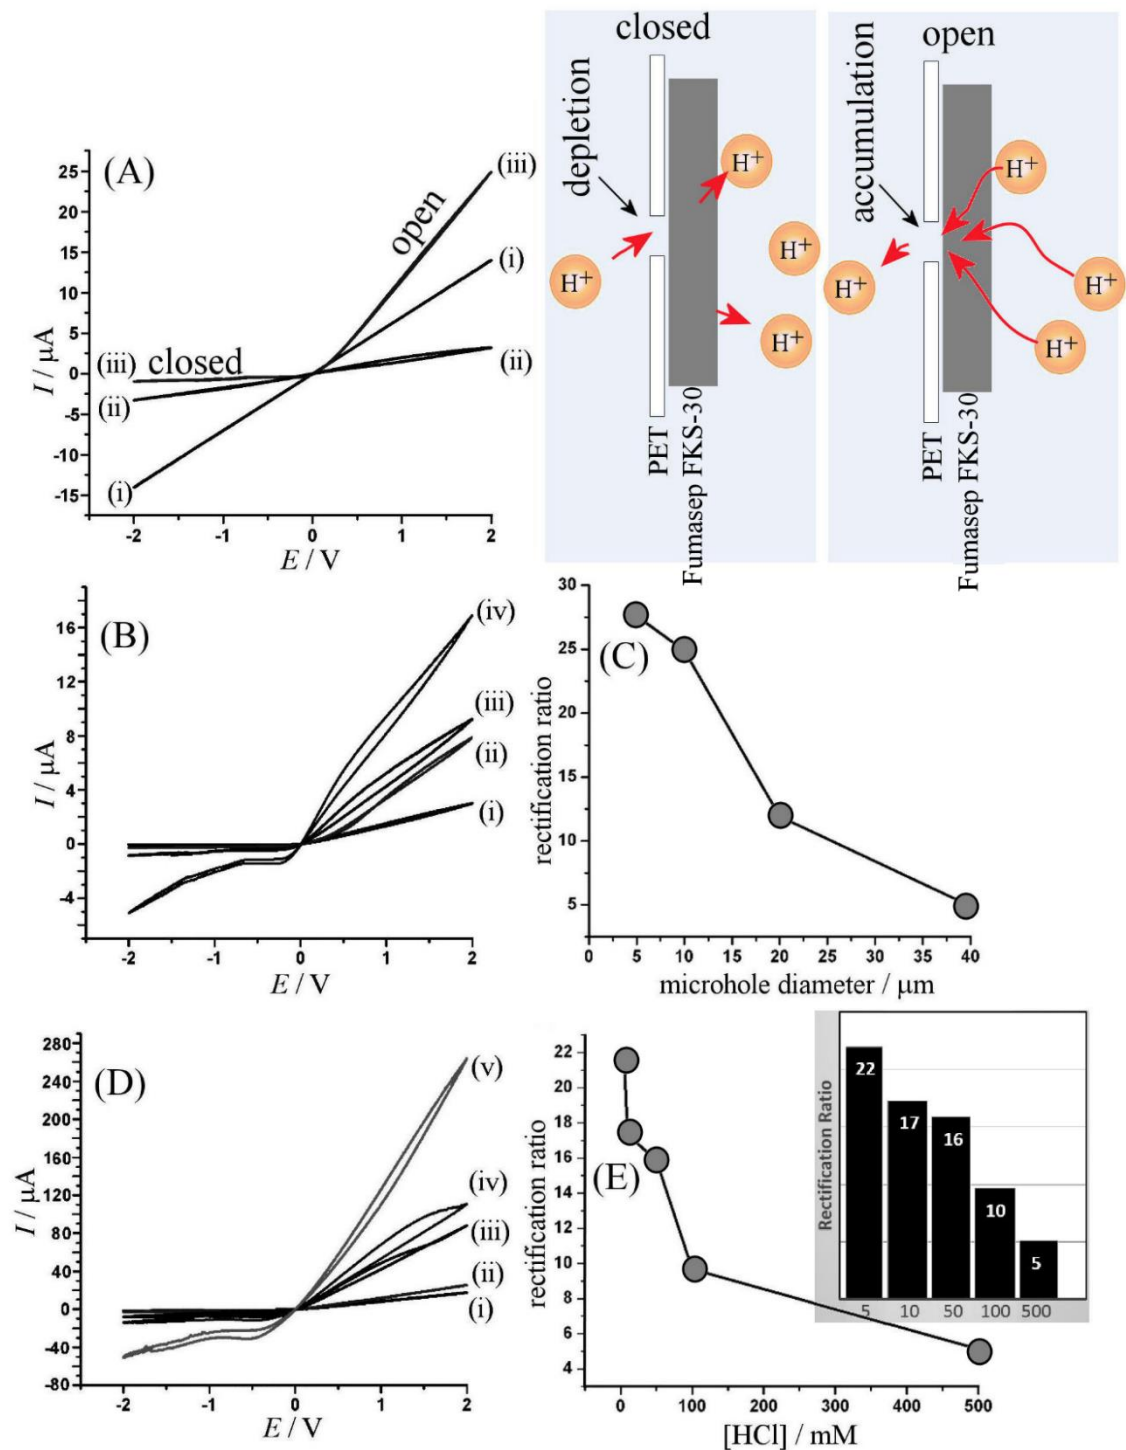 (A)
I / μA
25
20
15
10
5
0
-5
-10
-15
-2
-1
0
1
2
E / V
open
closed
(iii)
(i)
(ii)
(iii)
(ii)
(i)
closed
depletion
H+
H+
H+
H+
PET
Fumasep FKS-30
open
accumulation
H+
H+
H+
H+
PET
Fumasep FKS-30
(B)
I / μA
16
12
8
4
0
-4
-2
-1
0
1
2
E / V
(iv)
(iii)
(ii)
(i)
(C)
rectification ratio
30
25
20
15
10
5
0
5
10
15
20
25
30
35
40
microhole diameter / μm
(D)
I / μA
280
240
200
160
120
80
40
0
-40
-80
-2
-1
0
1
2
E / V
(v)
(iv)
(iii)
(ii)
(i)
(E)
rectification ratio
22
20
18
16
14
12
10
8
6
4
0
100
200
300
400
500
[HCl] / mM
Rectification Ratio
22
17
16
10
5
5
10
50
100
500